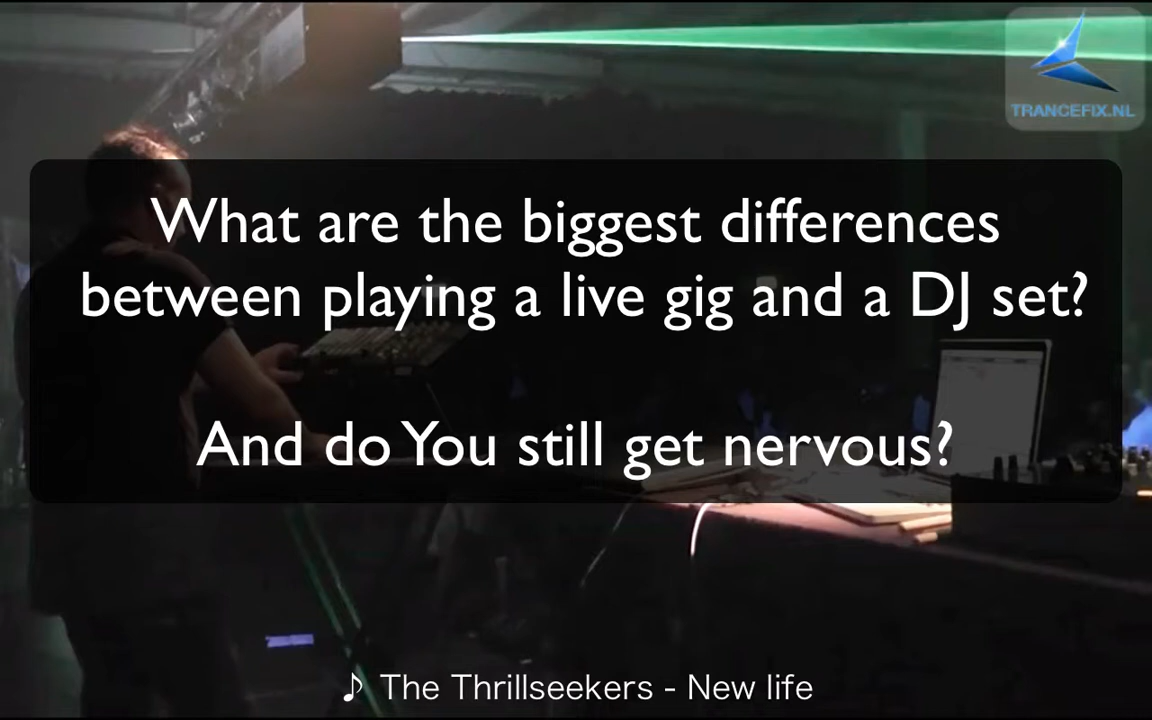 TRANCEFIX.NL
What are the biggest differences
between playing a live gig and a DJ set?
And do You still get nervous?
♪ The Thrillseekers - New life